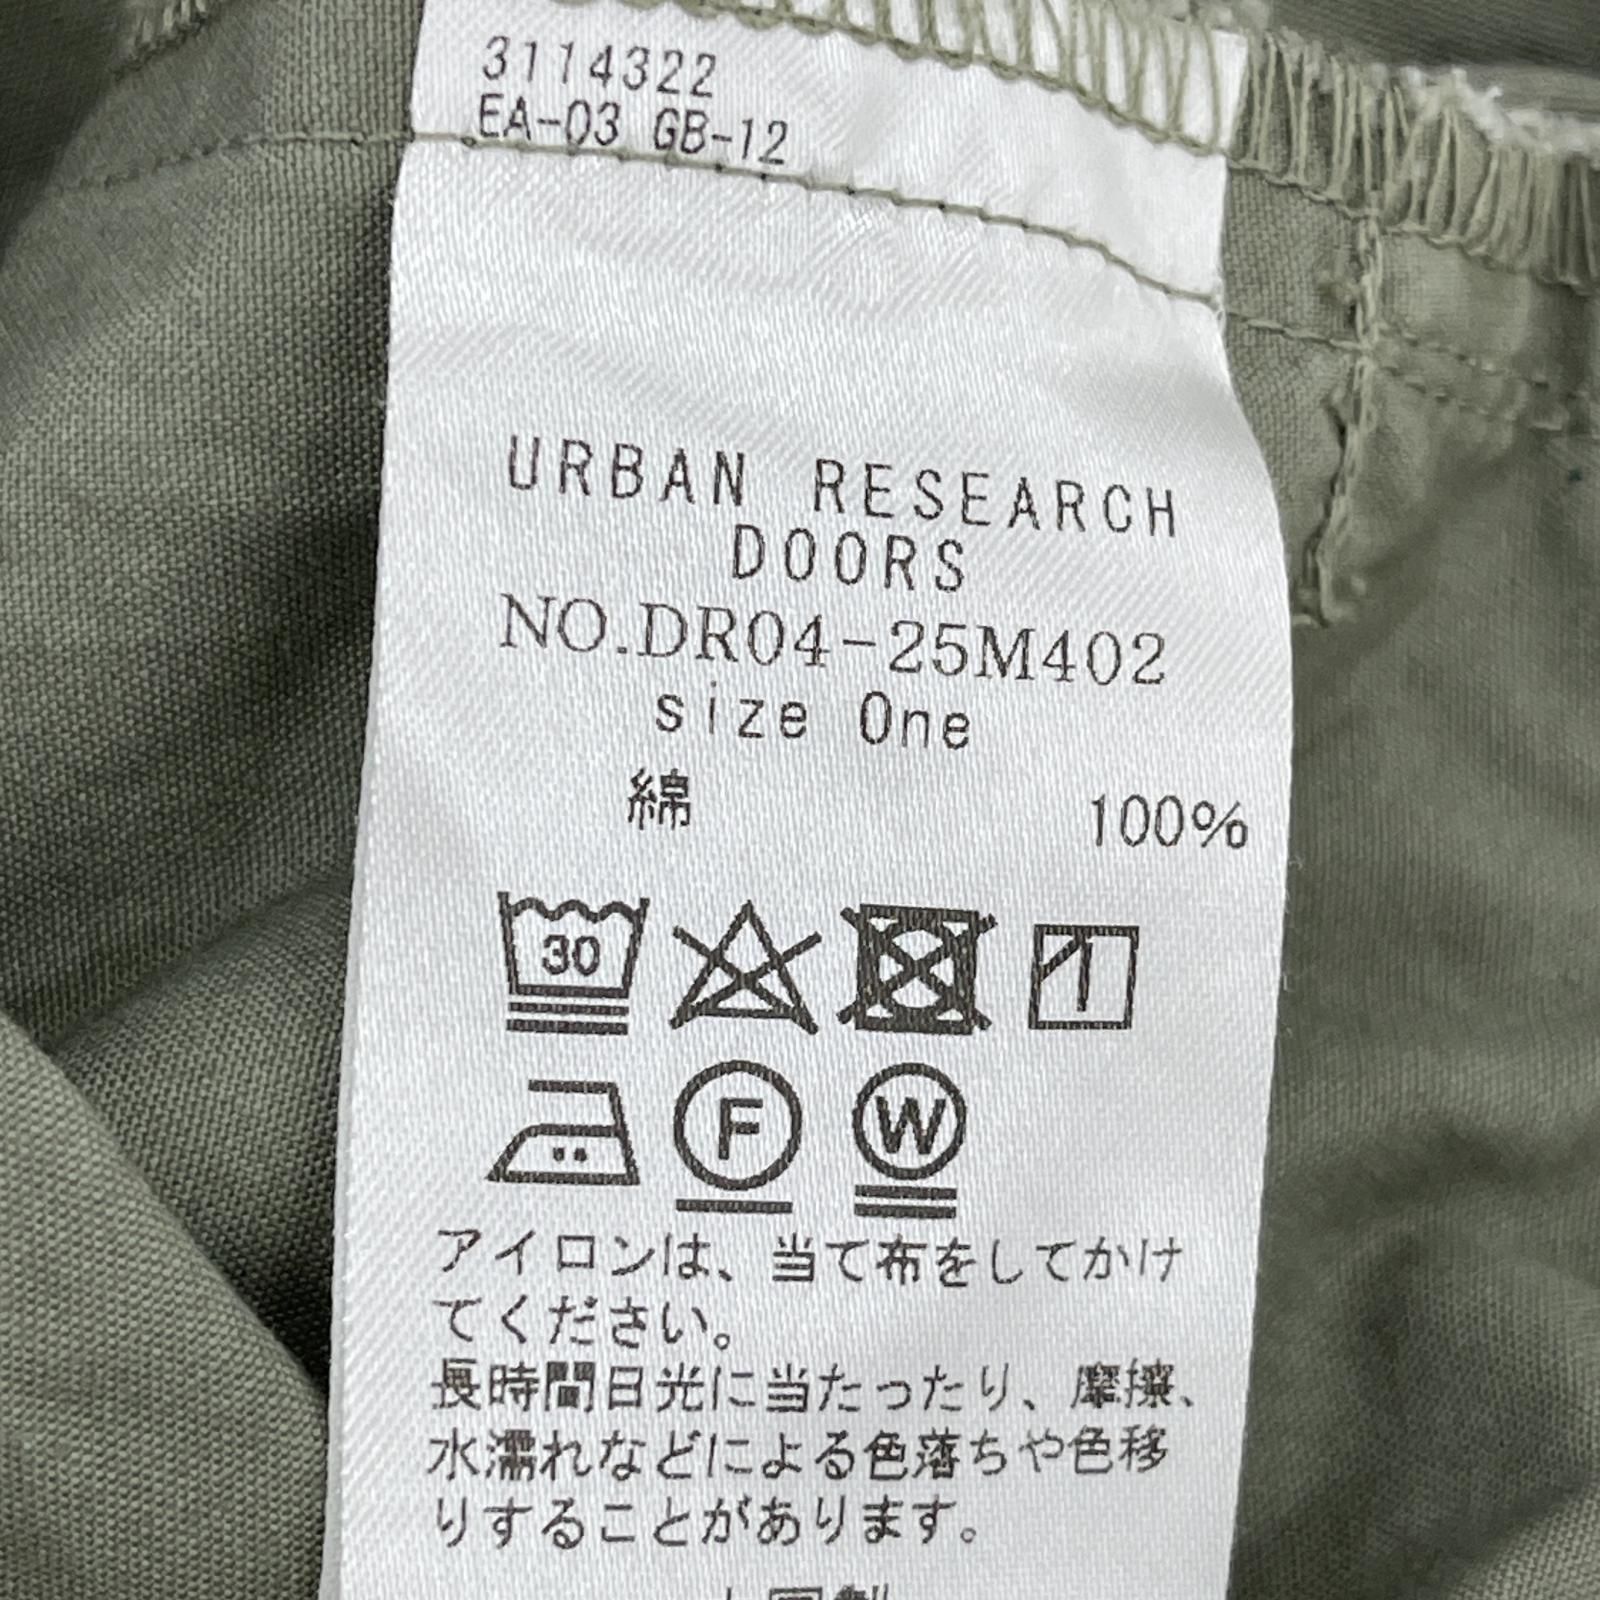 3114322
EA-03 GB-12
URBAN RESEARCH
DOORS
NO.DR04-25M402
size One
綿 100%
30
F W
アイロンは、当て布をしてかけ
てください。
長時間日光に当たったり、摩擦、
水濡れなどによる色落ちや色移
りすることがあります。